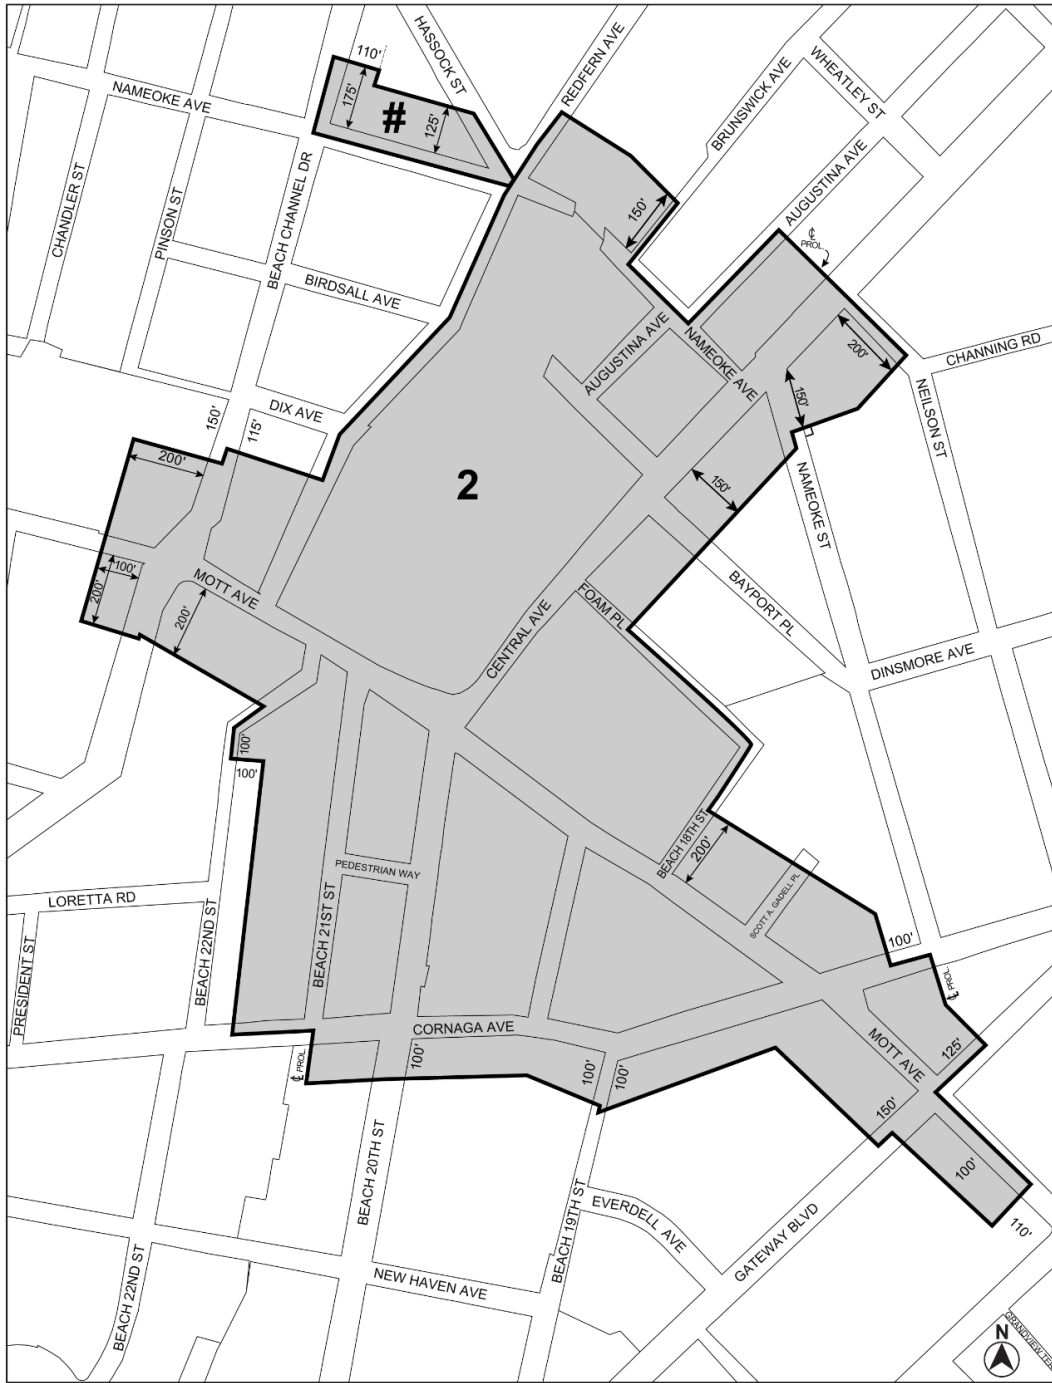 HASSOCK ST
REDFERN AVE
110'
175'
#
125'
NAMEOKE AVE
BRUNSWICK AVE
WHEATLEY ST
AUGUSTINA AVE
CHANDLER ST
PINSON ST
BEACH CHANNEL DR
150'
℄
PROL.
BIRDSALL AVE
AUGUSTINA AVE
NAMEOKE AVE
200'
CHANNING RD
150'
NEILSON ST
DIX AVE
150'
115'
200'
2
150'
NAMEOKE ST
100'
200'
MOTT AVE
200'
FOAM PL
BAYPORT PL
CENTRAL AVE
DINSMORE AVE
100'
100'
BEACH 18TH ST
200'
PEDESTRIAN WAY
SCOTT A. GADELL PL
LORETTA RD
BEACH 22ND ST
BEACH 21ST ST
PRESIDENT ST
100'
℄ PROL.
CORNAGA AVE
100'
MOTT AVE
125'
℄ PROL.
100'
100'
150'
100'
110'
BEACH 20TH ST
BEACH 19TH ST
EVERDELL AVE
GATEWAY BLVD
BEACH 22ND ST
NEW HAVEN AVE
N